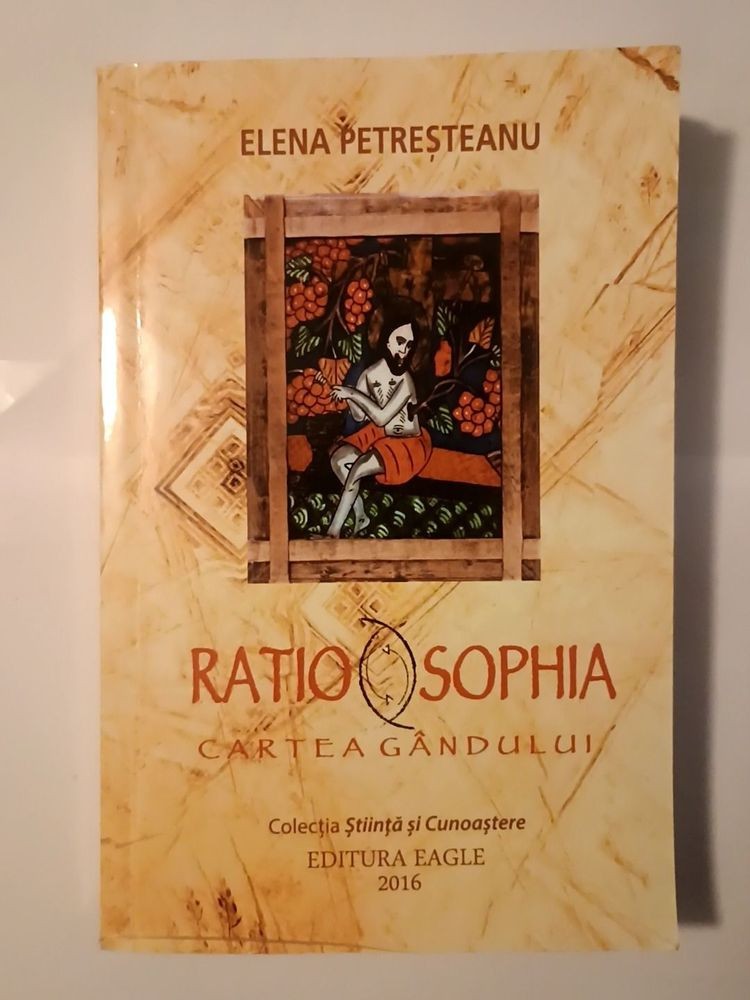 ELENA PETREȘTEANU
RATIO SOPHIA
CARTEA GÂNDULUI
Colecția Știință și Cunoaștere
EDITURA EAGLE
2016